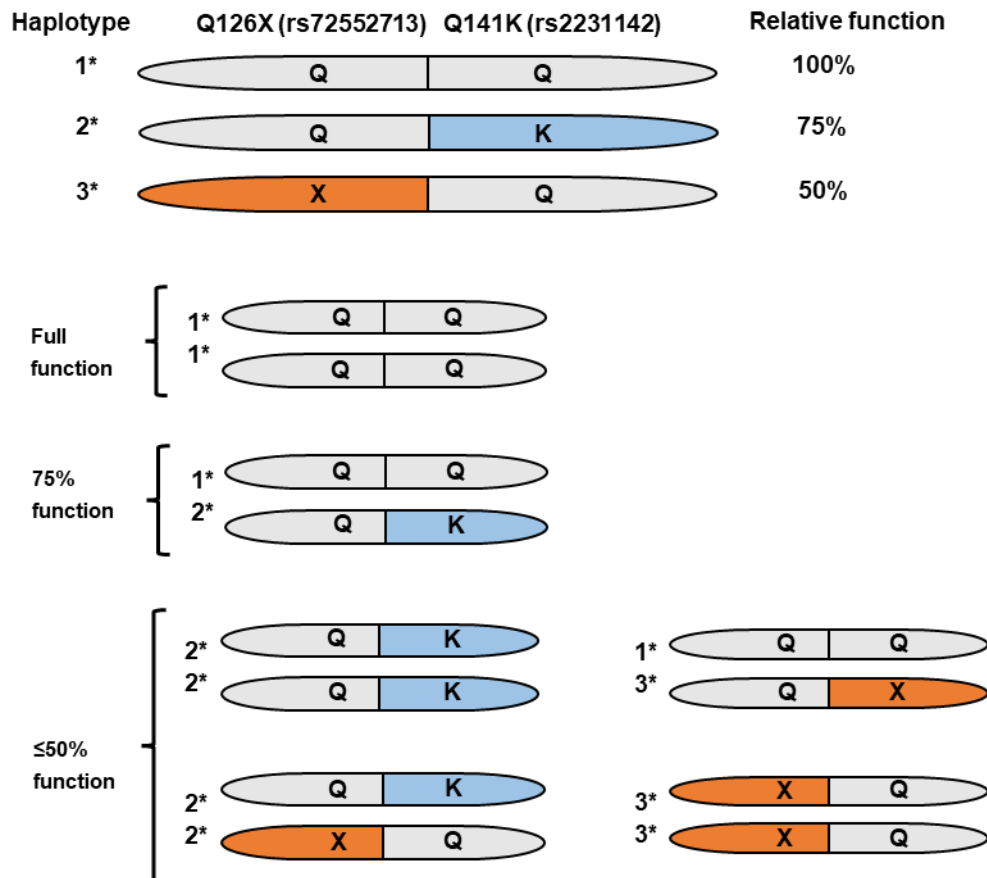 Haplotype Q126X (rs72552713) Q141K (rs2231142) Relative function
1* Q Q 100%
2* Q K 75%
3* X Q 50%
Full
function
1* Q Q
1* Q Q
75%
function
1* Q Q
2* Q K
≤50%
function
2* Q K
2* Q K
1* Q Q
3* Q X
2* Q K
2* X Q
3* X Q
3* X Q